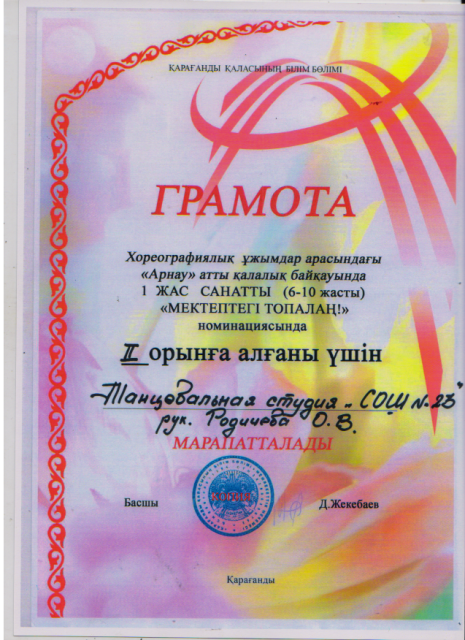 ҚАРАҒАНДЫ ҚАЛАСЫНЫҢ БІЛІМ БӨЛІМІ
ГРАМОТА
Хореографиялық ұжымдар арасындағы
«Арнау» атты қалалық байқауында
1 ЖАС САНАТТЫ (6-10 жасты)
«МЕКТЕПТЕГІ ТОПАЛАҢ!»
номинациясында
II орынға алғаны үшін
Танцевальная студия „СОШ № 23"
рук. Родичева О.В.
МАРАПАТТАЛАДЫ
Басшы Д.Жекебаев
Қарағанды